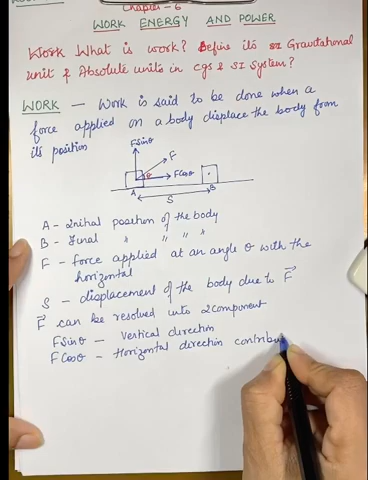 Chapter - 6
WORK ENERGY AND POWER
Work What is work? Define its SI Gravitational
unit & Absolute units in cgs & SI System?
WORK — Work is said to be done when a
force applied on a body displace the body from
its position
FSinθ
F
θ
FCosθ
A
B
S
A - Initial position of the body
B - Final " " " "
F - force applied at an angle θ with the
horizontal
S - displacement of the body due to F⃗
F⃗ can be resolved into 2 component
FSinθ — Vertical direction
FCosθ - Horizontal direction contribu